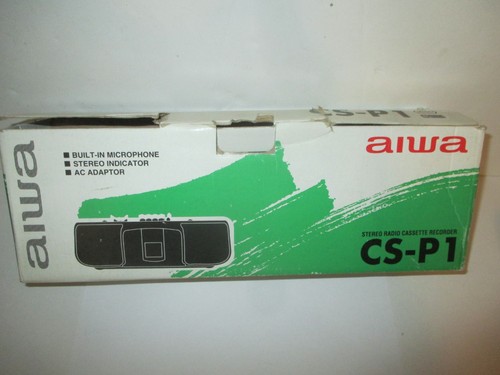 CS-P1
aiwa
BUILT-IN MICROPHONE
STEREO INDICATOR
AC ADAPTOR
aiwa
STEREO RADIO CASSETTE RECORDER
CS-P1